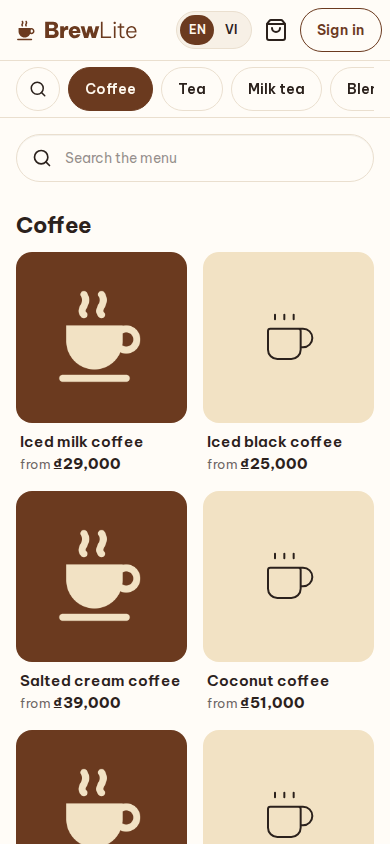 BrewLite
EN VI
Sign in
Coffee Tea Milk tea
Search the menu
Coffee
Iced milk coffee
from ₫29,000
Iced black coffee
from ₫25,000
Salted cream coffee
from ₫39,000
Coconut coffee
from ₫51,000